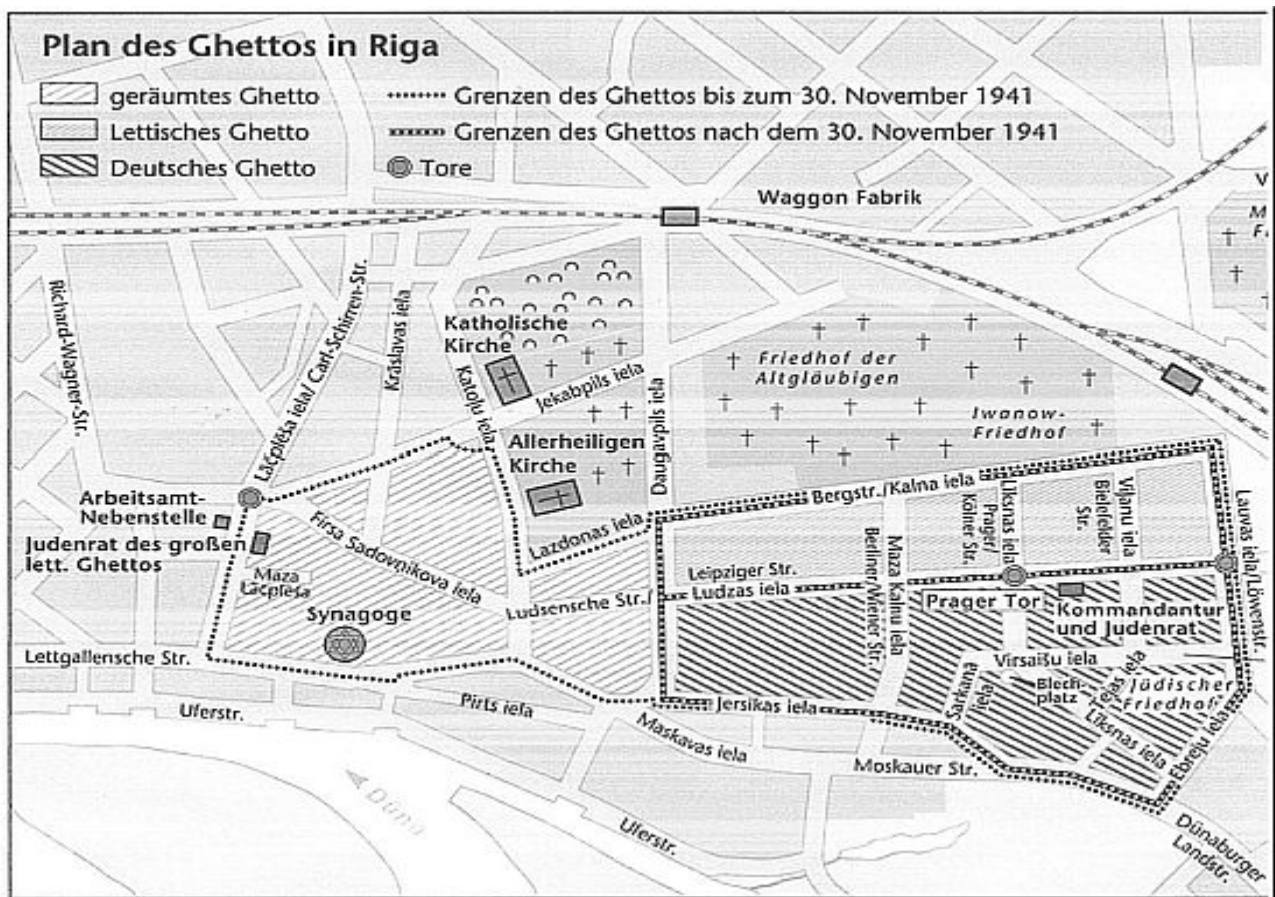 Plan des Ghettos in Riga
geräumtes Ghetto
Lettisches Ghetto
Deutsches Ghetto
Grenzen des Ghettos bis zum 30. November 1941
Grenzen des Ghettos nach dem 30. November 1941
Tore
Waggon Fabrik
Richard-Wagner-Str.
Lāčplēša iela/ Carl-Schirren-Str.
Krāslavas iela
Katoļu iela
Katholische
Kirche
Jekabpils iela
Daugavpils iela
Friedhof der
Altgläubigen
Iwanow-
Friedhof
Allerheiligen
Kirche
Arbeitsamt-
Nebenstelle
Judenrat des großen
lett. Ghettos
Firsa Sadovnikova iela
Maza
Lāčplēša
Synagoge
Lazdonas iela
Ludsensche Str./
Bergstr./Kalna iela
Leipziger Str.
Ludzas iela
Berliner/Wiener Str.
Maza Kalnu iela
Prager/
Kölner Str.
Līksnas iela
Bielefelder
Str.
Viļanu iela
Lauvas iela/Löwenstr.
Prager Tor
Kommandantur
und Judenrat
Virsaišu iela
Sarkana
iela
Blech-
platz
Jüdischer
Friedhof
Līksnas iela
Ebreju iela
Lettgallensche Str.
Uferstr.
Pirts iela
Jersikas iela
Maskavas iela
Moskauer Str.
Düna
Uferstr.
Dünaburger
Landstr.